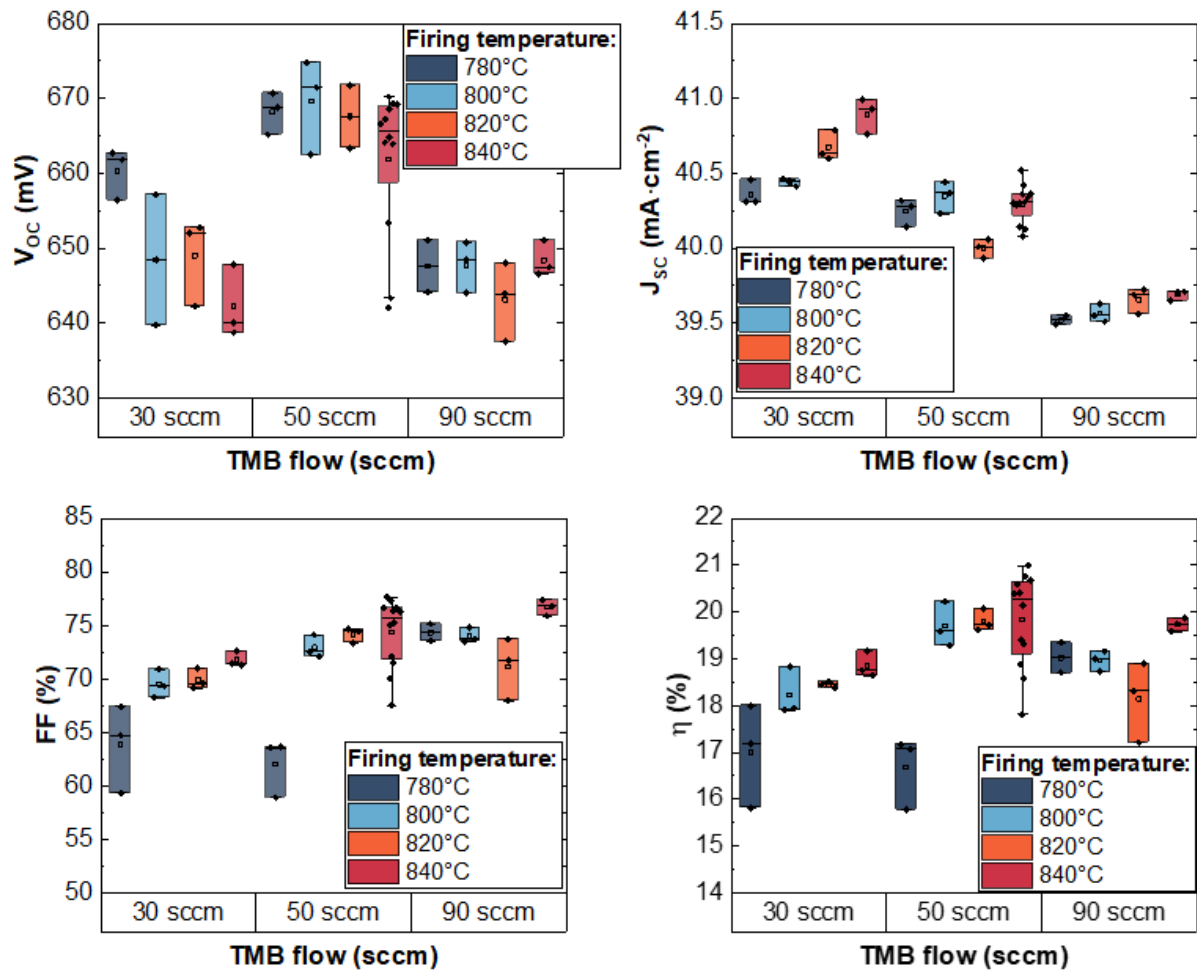 680
670
660
650
640
630
V_OC (mV)
Firing temperature:
780°C
800°C
820°C
840°C
30 sccm
50 sccm
90 sccm
TMB flow (sccm)
41.5
41.0
40.5
40.0
39.5
39.0
J_SC (mA·cm⁻²)
Firing temperature:
780°C
800°C
820°C
840°C
30 sccm
50 sccm
90 sccm
TMB flow (sccm)
85
80
75
70
65
60
55
50
FF (%)
Firing temperature:
780°C
800°C
820°C
840°C
30 sccm
50 sccm
90 sccm
TMB flow (sccm)
22
21
20
19
18
17
16
15
14
η (%)
Firing temperature:
780°C
800°C
820°C
840°C
30 sccm
50 sccm
90 sccm
TMB flow (sccm)